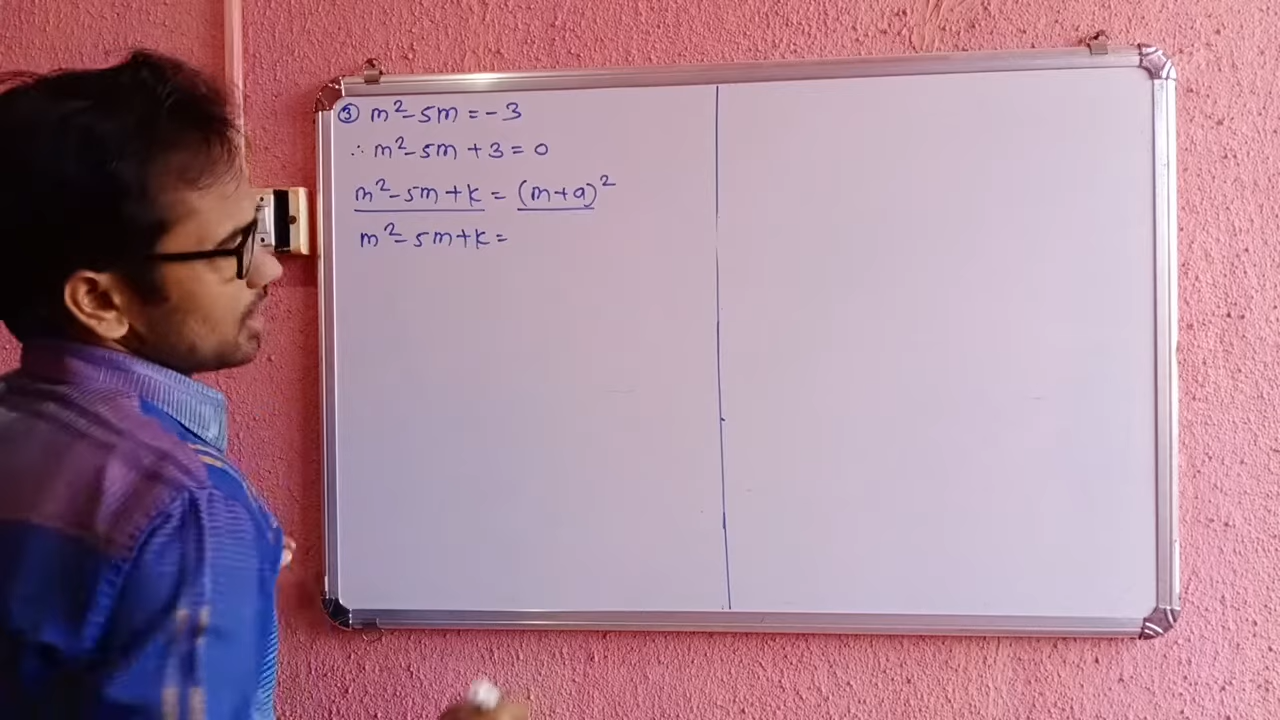 ③ m²-5m = -3
∴ m²-5m + 3 = 0
m²-5m + k = (m+a)²
m²-5m+k =